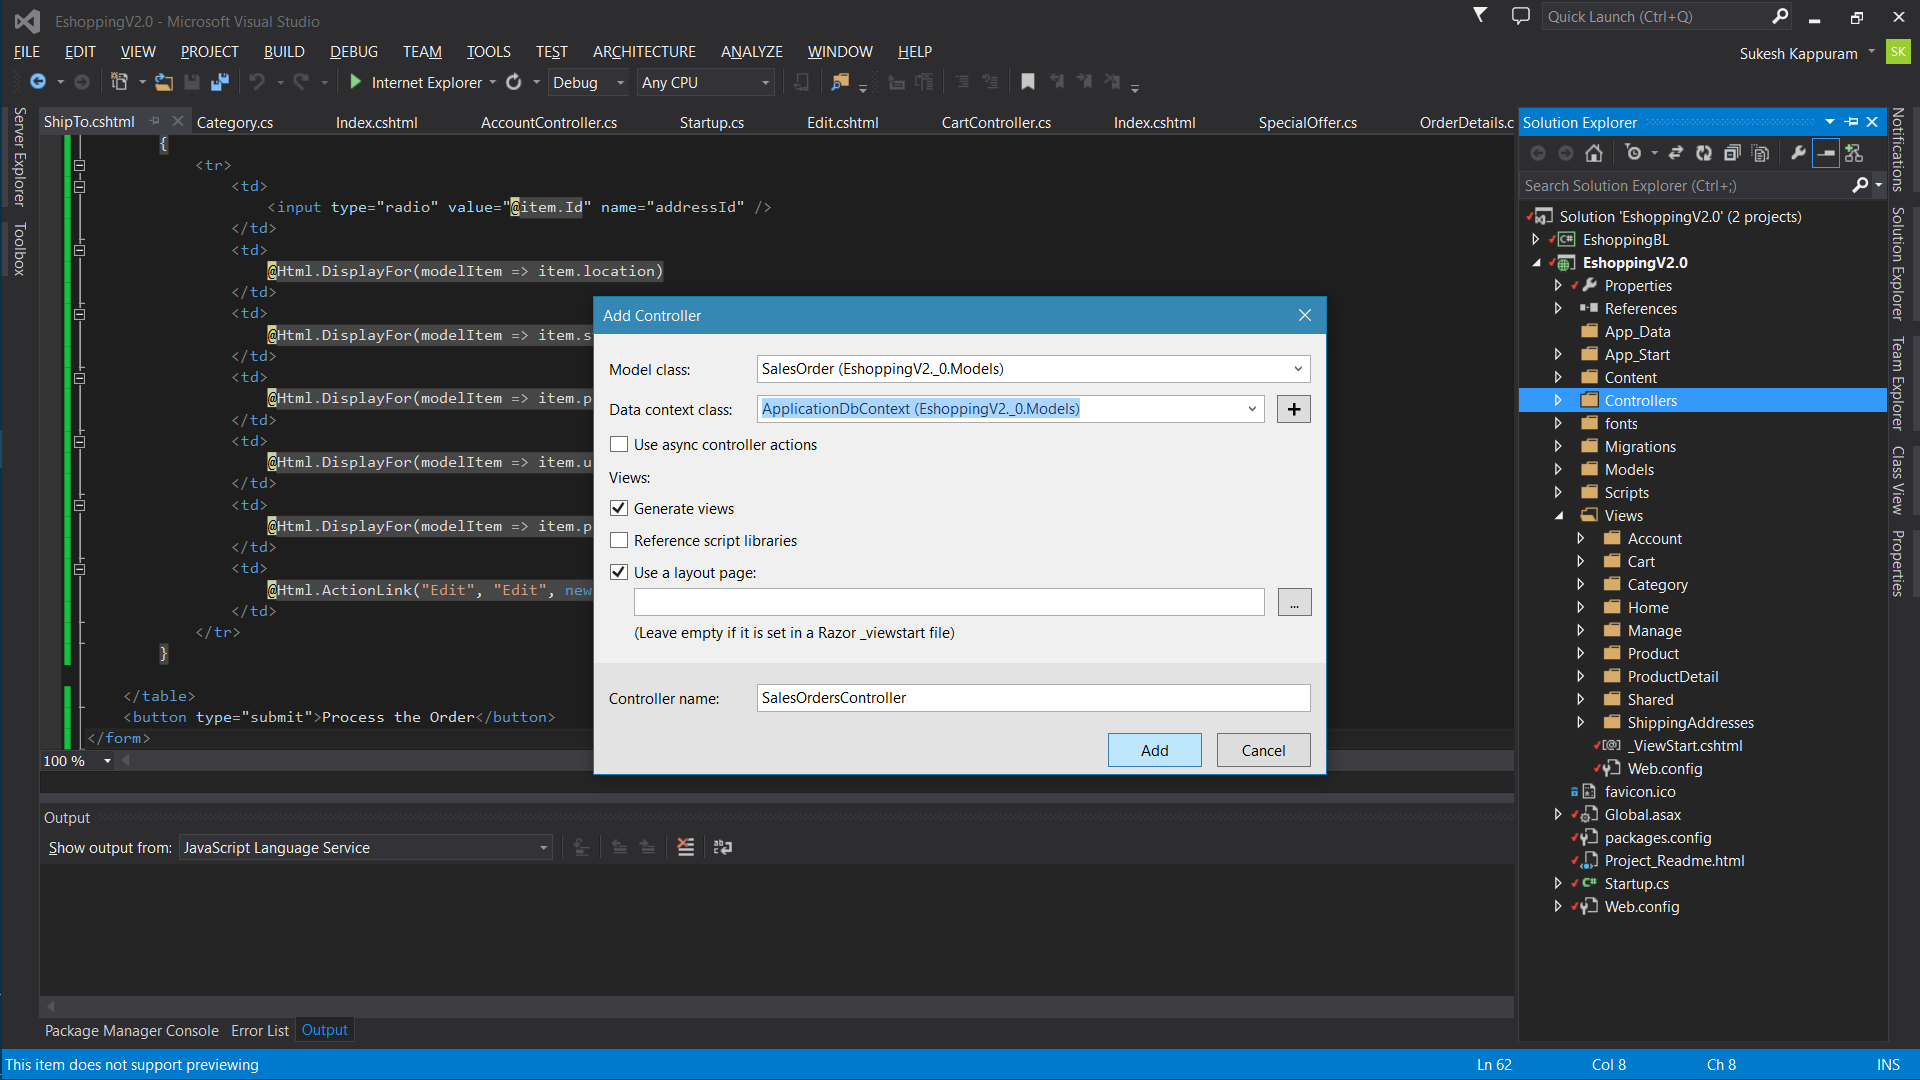 EshoppingV2.0 - Microsoft Visual Studio
Quick Launch (Ctrl+Q)
FILE EDIT VIEW PROJECT BUILD DEBUG TEAM TOOLS TEST ARCHITECTURE ANALYZE WINDOW HELP
Sukesh Kappuram SK
Internet Explorer Debug Any CPU
Server Explorer
Toolbox
ShipTo.cshtml Category.cs Index.cshtml AccountController.cs Startup.cs Edit.cshtml CartController.cs Index.cshtml SpecialOffer.cs OrderDetails.c
{
<tr>
<td>
<input type="radio" value="@item.Id" name="addressId" />
</td>
<td>
@Html.DisplayFor(modelItem => item.location)
</td>
<td>
@Html.DisplayFor(modelItem => item.s
</td>
<td>
@Html.DisplayFor(modelItem => item.p
</td>
<td>
@Html.DisplayFor(modelItem => item.u
</td>
<td>
@Html.DisplayFor(modelItem => item.p
</td>
<td>
@Html.ActionLink("Edit", "Edit", new
</td>
</tr>
}
</table>
<button type="submit">Process the Order</button>
</form>
100 %
Add Controller
Model class: SalesOrder (EshoppingV2._0.Models)
Data context class: ApplicationDbContext (EshoppingV2._0.Models) +
Use async controller actions
Views:
Generate views
Reference script libraries
Use a layout page:
...
(Leave empty if it is set in a Razor _viewstart file)
Controller name: SalesOrdersController
Add Cancel
Output
Show output from: JavaScript Language Service
Package Manager Console Error List Output
Solution Explorer
Search Solution Explorer (Ctrl+;)
Solution 'EshoppingV2.0' (2 projects)
C# EshoppingBL
EshoppingV2.0
Properties
References
App_Data
App_Start
Content
Controllers
fonts
Migrations
Models
Scripts
Views
Account
Cart
Category
Home
Manage
Product
ProductDetail
Shared
ShippingAddresses
[@] _ViewStart.cshtml
Web.config
favicon.ico
Global.asax
packages.config
Project_Readme.html
C# Startup.cs
Web.config
Notifications
Solution Explorer
Team Explorer
Class View
Properties
This item does not support previewing Ln 62 Col 8 Ch 8 INS